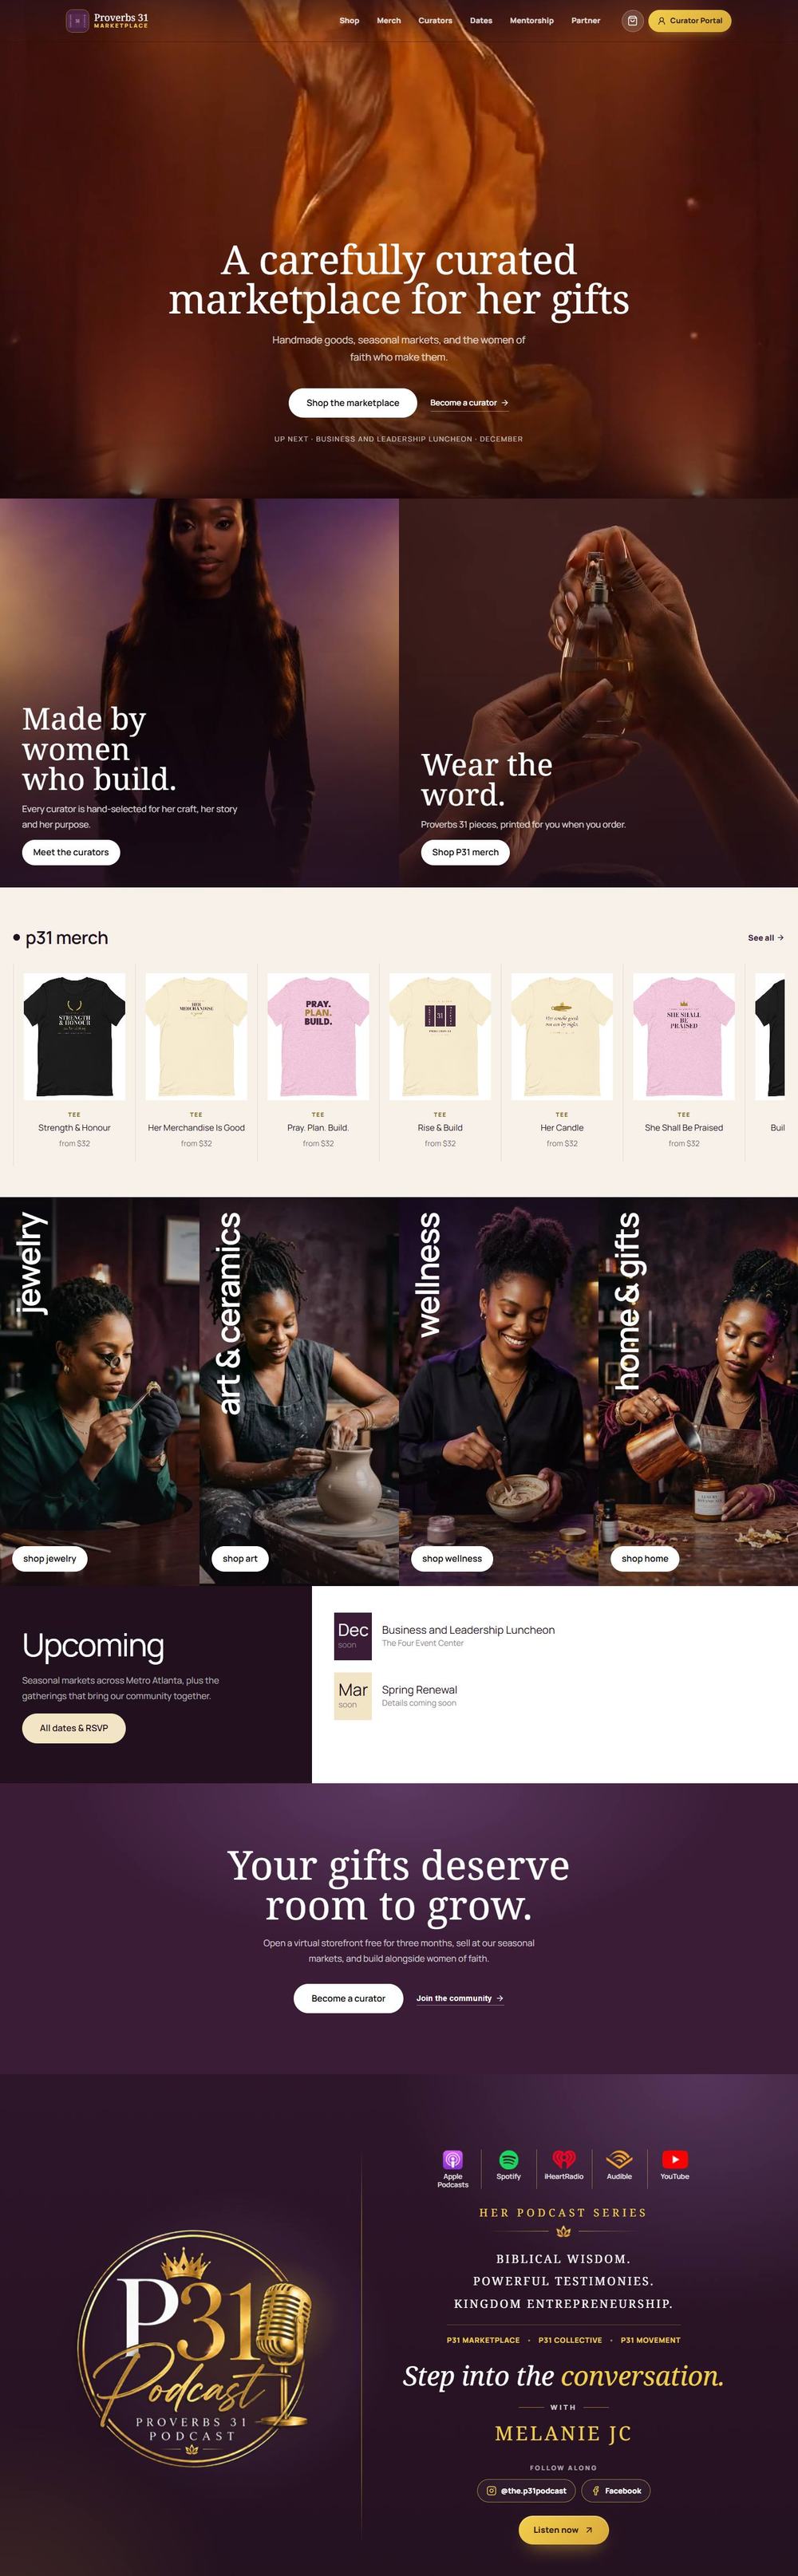 Proverbs 31
MARKETPLACE
Shop
Merch
Curators
Dates
Mentorship
Partner
Curator Portal
A carefully curated
marketplace for her gifts
Handmade goods, seasonal markets, and the women of
faith who make them.
Shop the marketplace
Become a curator →
UP NEXT · BUSINESS AND LEADERSHIP LUNCHEON · DECEMBER
Made by
women
who build.
Every curator is hand-selected for her craft, her story
and her purpose.
Meet the curators
Wear the
word.
Proverbs 31 pieces, printed for you when you order.
Shop P31 merch
• p31 merch
See all →
STRENGTH
& HONOUR
HER
MERCHANDISE
PRAY.
PLAN.
BUILD.
31
SHE SHALL
BE
PRAISED
TEE
Strength & Honour
from $32
TEE
Her Merchandise Is Good
from $32
TEE
Pray. Plan. Build.
from $32
TEE
Rise & Build
from $32
TEE
Her Candle
from $32
TEE
She Shall Be Praised
from $32
Buil
jewelry
art & ceramics
wellness
home & gifts
shop jewelry
shop art
shop wellness
shop home
Upcoming
Seasonal markets across Metro Atlanta, plus the
gatherings that bring our community together.
All dates & RSVP
Dec
soon
Business and Leadership Luncheon
The Four Event Center
Mar
soon
Spring Renewal
Details coming soon
Your gifts deserve
room to grow.
Open a virtual storefront free for three months, sell at our seasonal
markets, and build alongside women of faith.
Become a curator
Join the community →
P31
Podcast
PROVERBS 31
PODCAST
Apple
Podcasts
Spotify
iHeartRadio
Audible
YouTube
HER PODCAST SERIES
BIBLICAL WISDOM.
POWERFUL TESTIMONIES.
KINGDOM ENTREPRENEURSHIP.
P31 MARKETPLACE • P31 COLLECTIVE • P31 MOVEMENT
Step into the conversation.
WITH
MELANIE JC
FOLLOW ALONG
@the.p31podcast
Facebook
Listen now